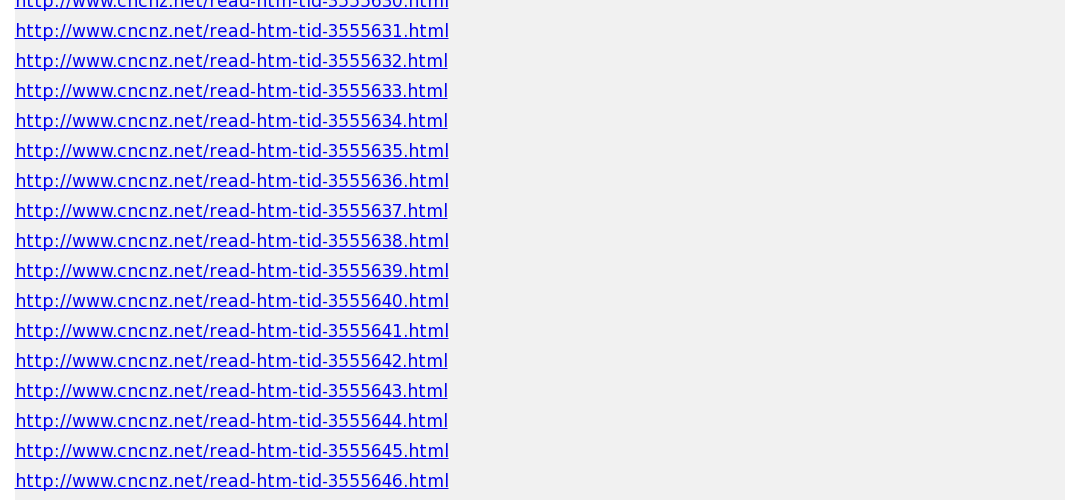 http://www.cncnz.net/read-htm-tid-3555630.html
http://www.cncnz.net/read-htm-tid-3555631.html
http://www.cncnz.net/read-htm-tid-3555632.html
http://www.cncnz.net/read-htm-tid-3555633.html
http://www.cncnz.net/read-htm-tid-3555634.html
http://www.cncnz.net/read-htm-tid-3555635.html
http://www.cncnz.net/read-htm-tid-3555636.html
http://www.cncnz.net/read-htm-tid-3555637.html
http://www.cncnz.net/read-htm-tid-3555638.html
http://www.cncnz.net/read-htm-tid-3555639.html
http://www.cncnz.net/read-htm-tid-3555640.html
http://www.cncnz.net/read-htm-tid-3555641.html
http://www.cncnz.net/read-htm-tid-3555642.html
http://www.cncnz.net/read-htm-tid-3555643.html
http://www.cncnz.net/read-htm-tid-3555644.html
http://www.cncnz.net/read-htm-tid-3555645.html
http://www.cncnz.net/read-htm-tid-3555646.html